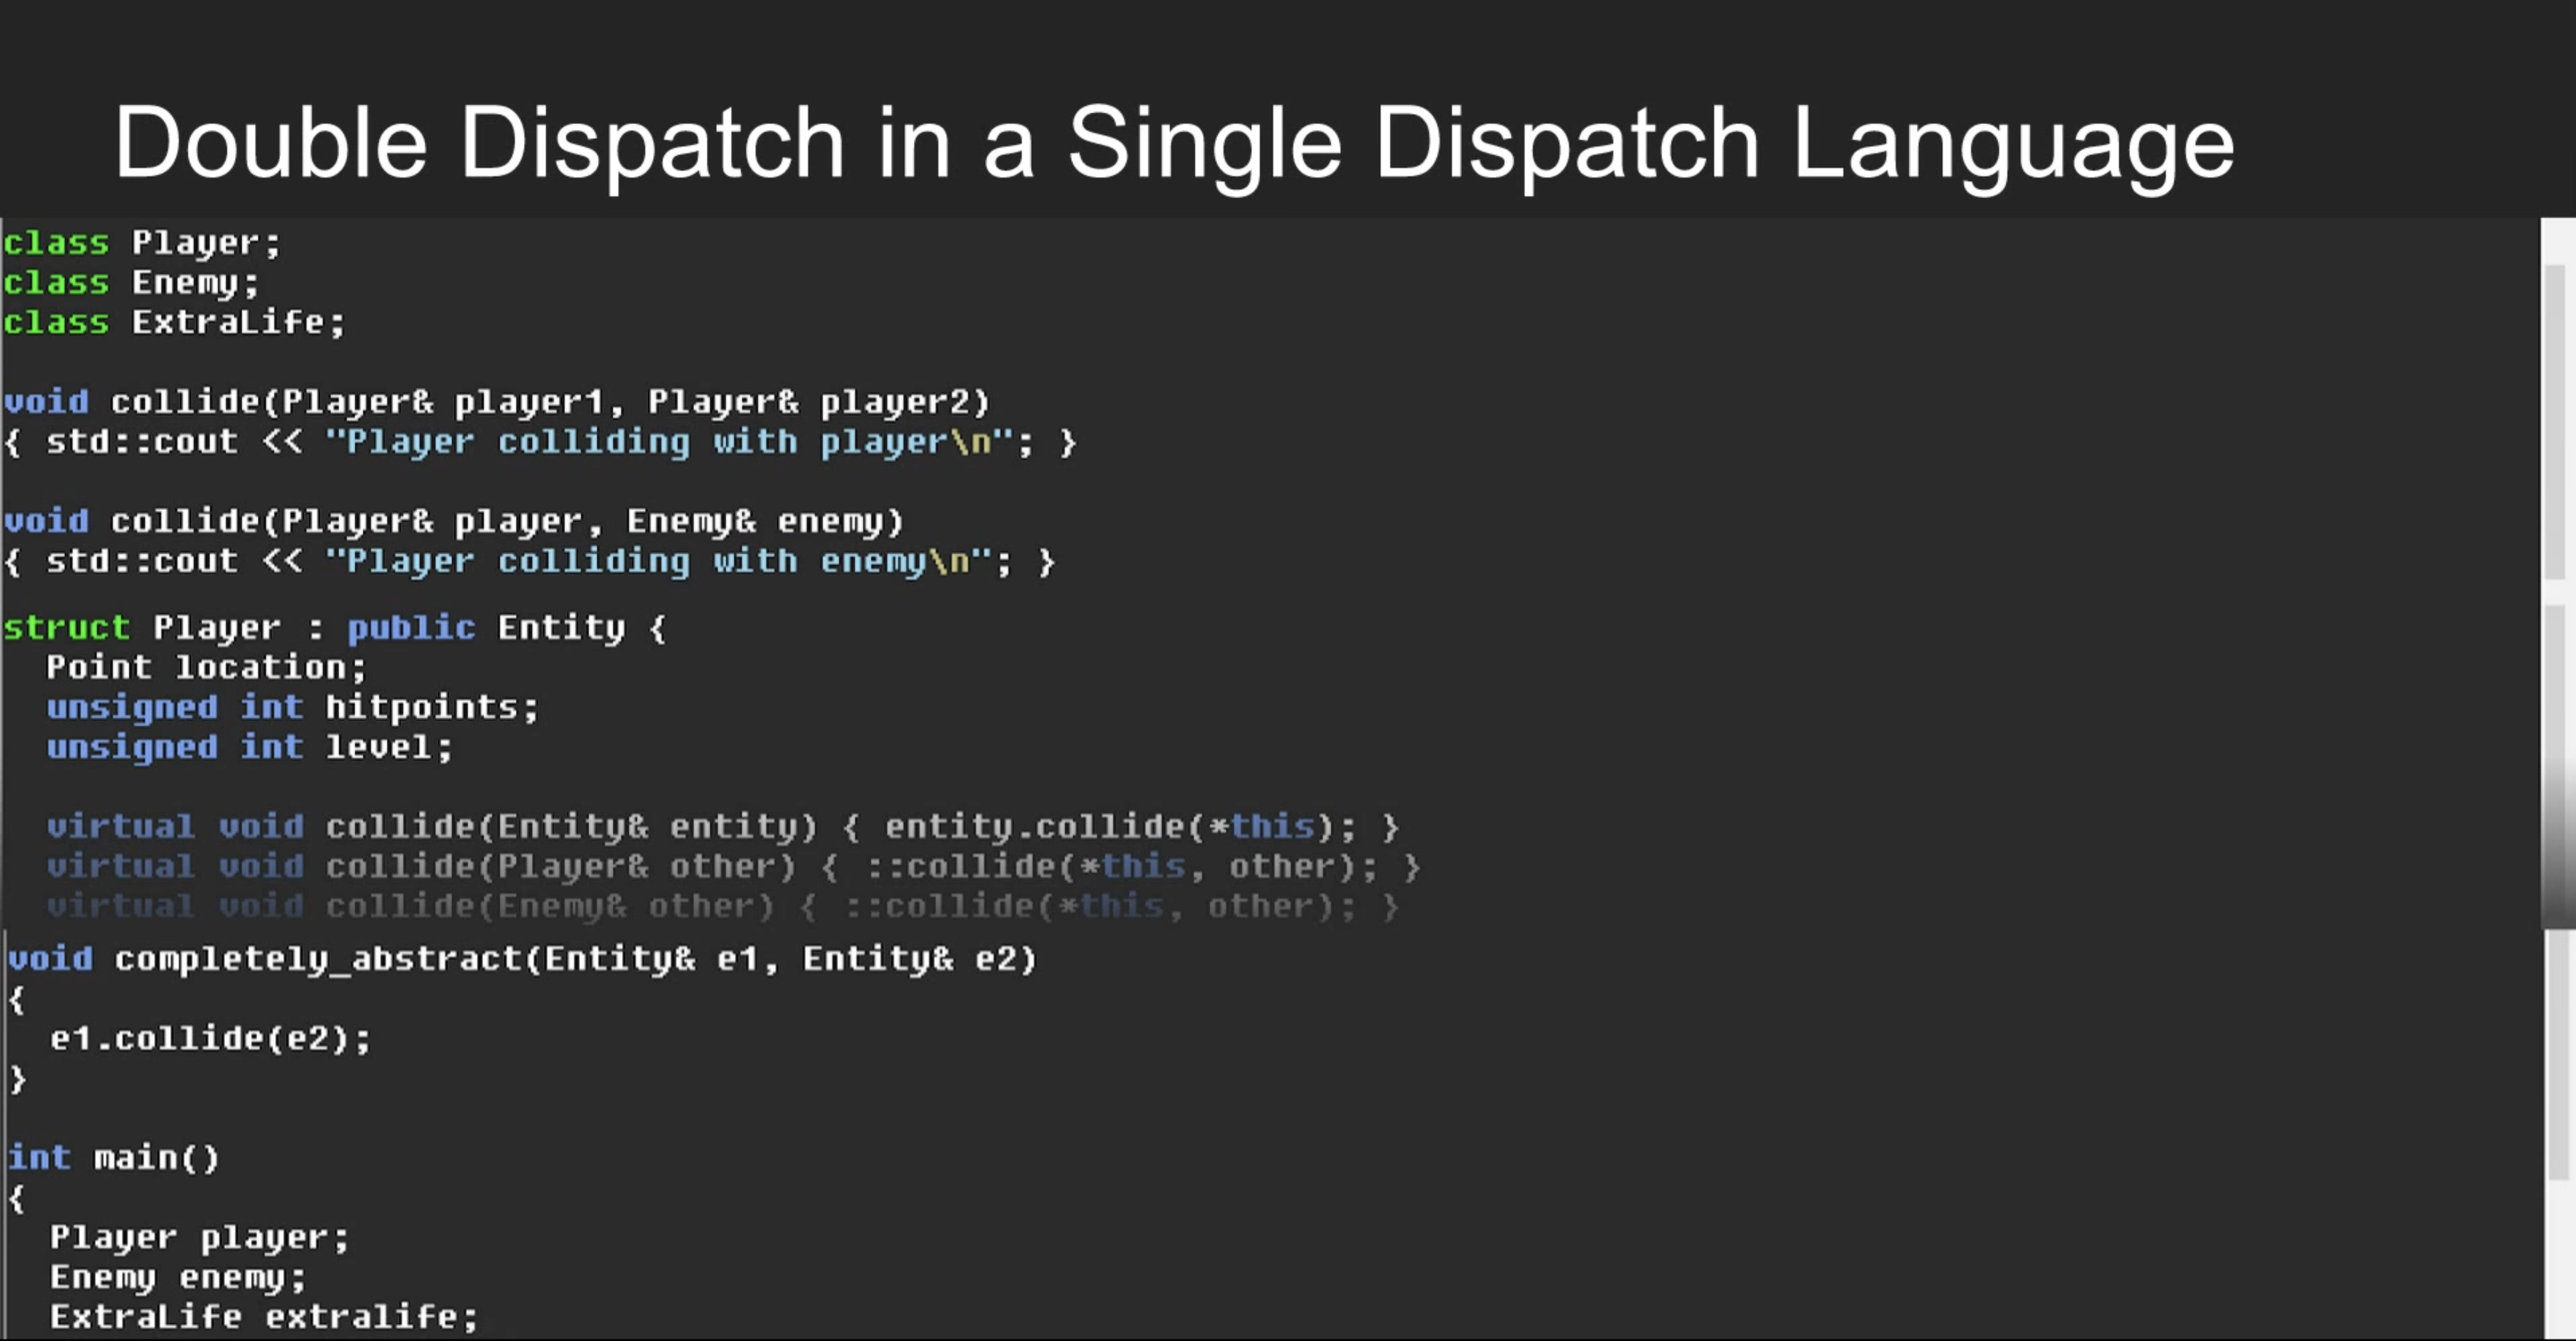 Double Dispatch in a Single Dispatch Language
class Player;
class Enemy;
class ExtraLife;
void collide(Player& player1, Player& player2)
{ std::cout << "Player colliding with player\n"; }
void collide(Player& player, Enemy& enemy)
{ std::cout << "Player colliding with enemy\n"; }
struct Player : public Entity {
Point location;
unsigned int hitpoints;
unsigned int level;
virtual void collide(Entity& entity) { entity.collide(*this); }
virtual void collide(Player& other) { ::collide(*this, other); }
virtual void collide(Enemy& other) { ::collide(*this, other); }
void completely_abstract(Entity& e1, Entity& e2)
{
e1.collide(e2);
}
int main()
{
Player player;
Enemy enemy;
ExtraLife extralife;